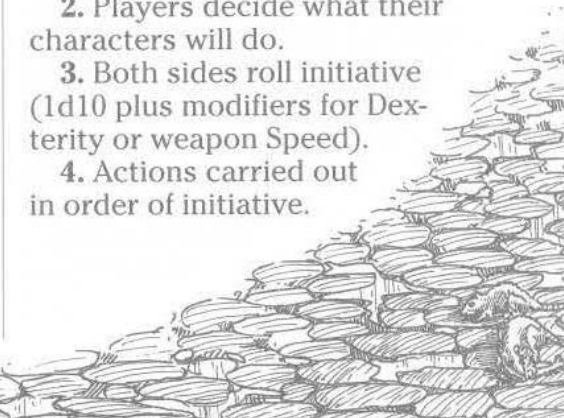 2. Players decide what their
characters will do.
3. Both sides roll initiative
(1d10 plus modifiers for Dex-
terity or weapon Speed).
4. Actions carried out
in order of initiative.